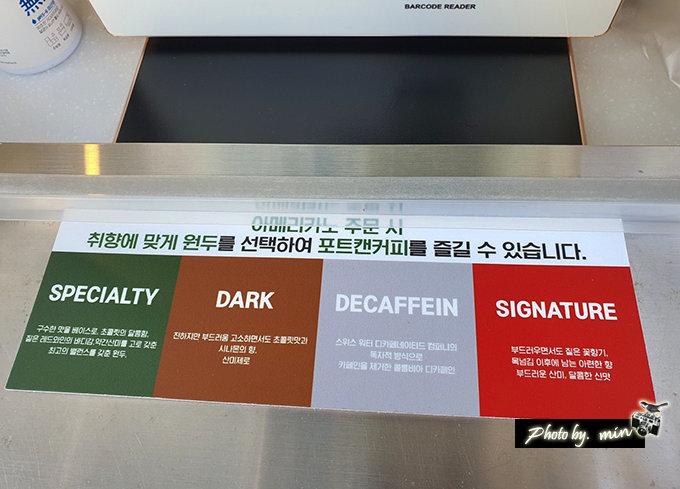 BARCODE READER
아메리카노 주문 시
취향에 맞게 원두를 선택하여 포트캔커피를 즐길 수 있습니다.
SPECIALTY
구수한 맛을 베이스로, 초콜릿의 달콤함,
짙은 레드와인의 바디감,약간산미를 고루 갖춘
최고의 밸런스를 갖춘 원두.
DARK
진하지만 부드러움 고소하면서도 초콜릿맛과
시나몬의 향.
산미제로
DECAFFEIN
스위스 워터 디카페네이티드 컴퍼니의
독자적 방식으로
카페인을 제거한 콜롬비아 디카페인
SIGNATURE
부드러우면서도 짙은 꽃향기,
목넘김 이후에 남는 아련한 향
부드러운 산미, 달콤한 신맛
Photo by. min